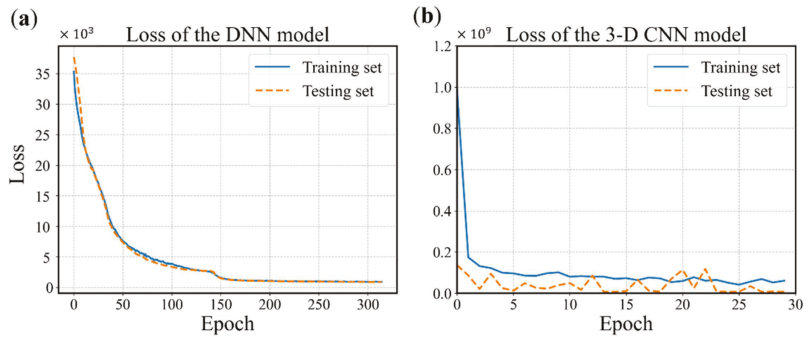 (a)
× 10³
Loss of the DNN model
Training set
Testing set
35
30
25
20
15
10
5
0
Loss
0 50 100 150 200 250 300
Epoch
(b)
× 10⁹
Loss of the 3-D CNN model
Training set
Testing set
1.2
1.0
0.8
0.6
0.4
0.2
0.0
0 5 10 15 20 25 30
Epoch